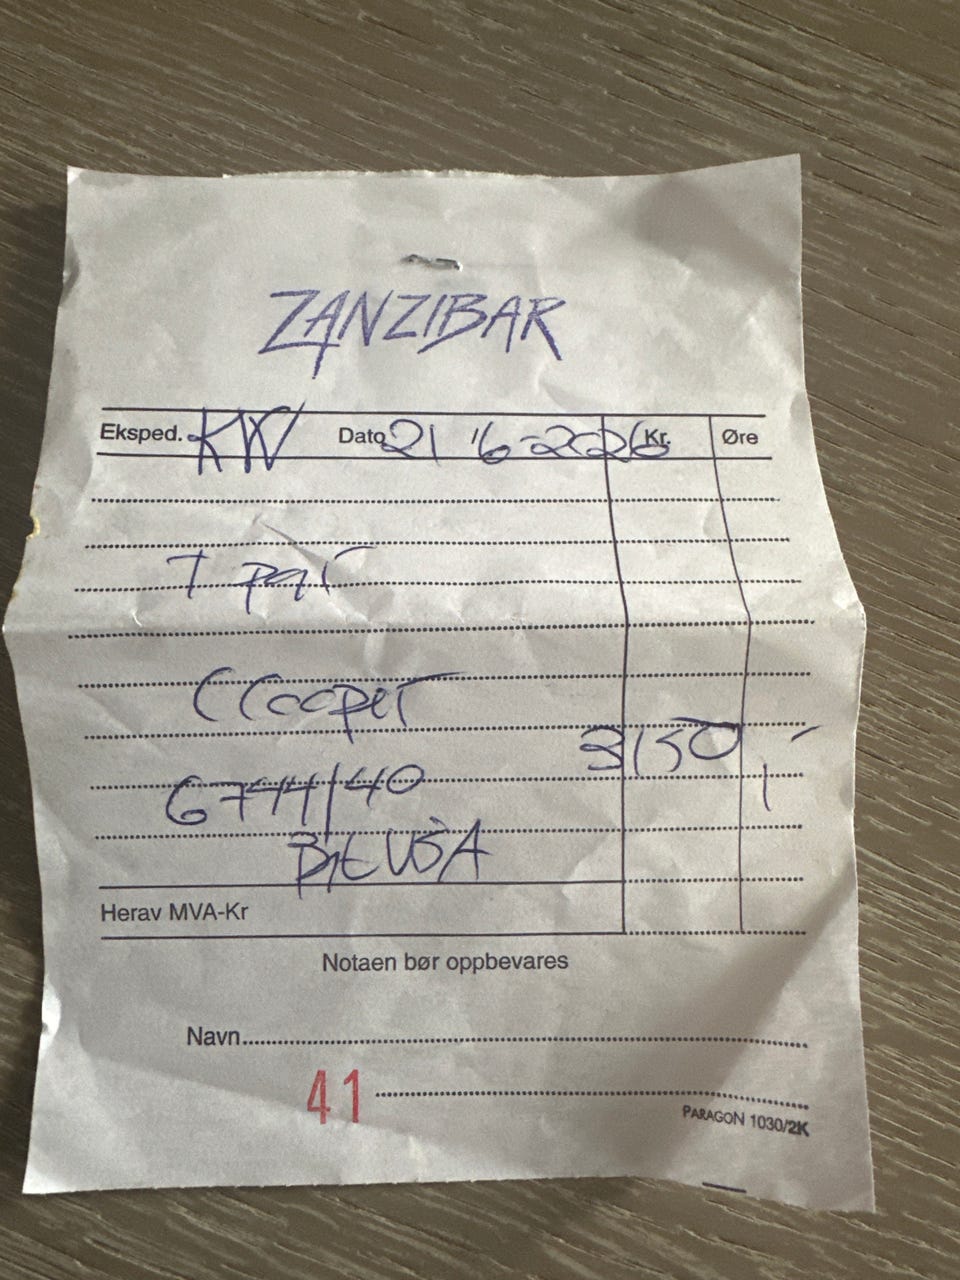 ZANZIBAR
Eksped. KW Dato 21/6-2026 Kr. Øre
1 par
CCooper
6744/40 3150,-
Herav MVA-Kr
Notaen bør oppbevares
Navn
41
PARAGON 1030/2K